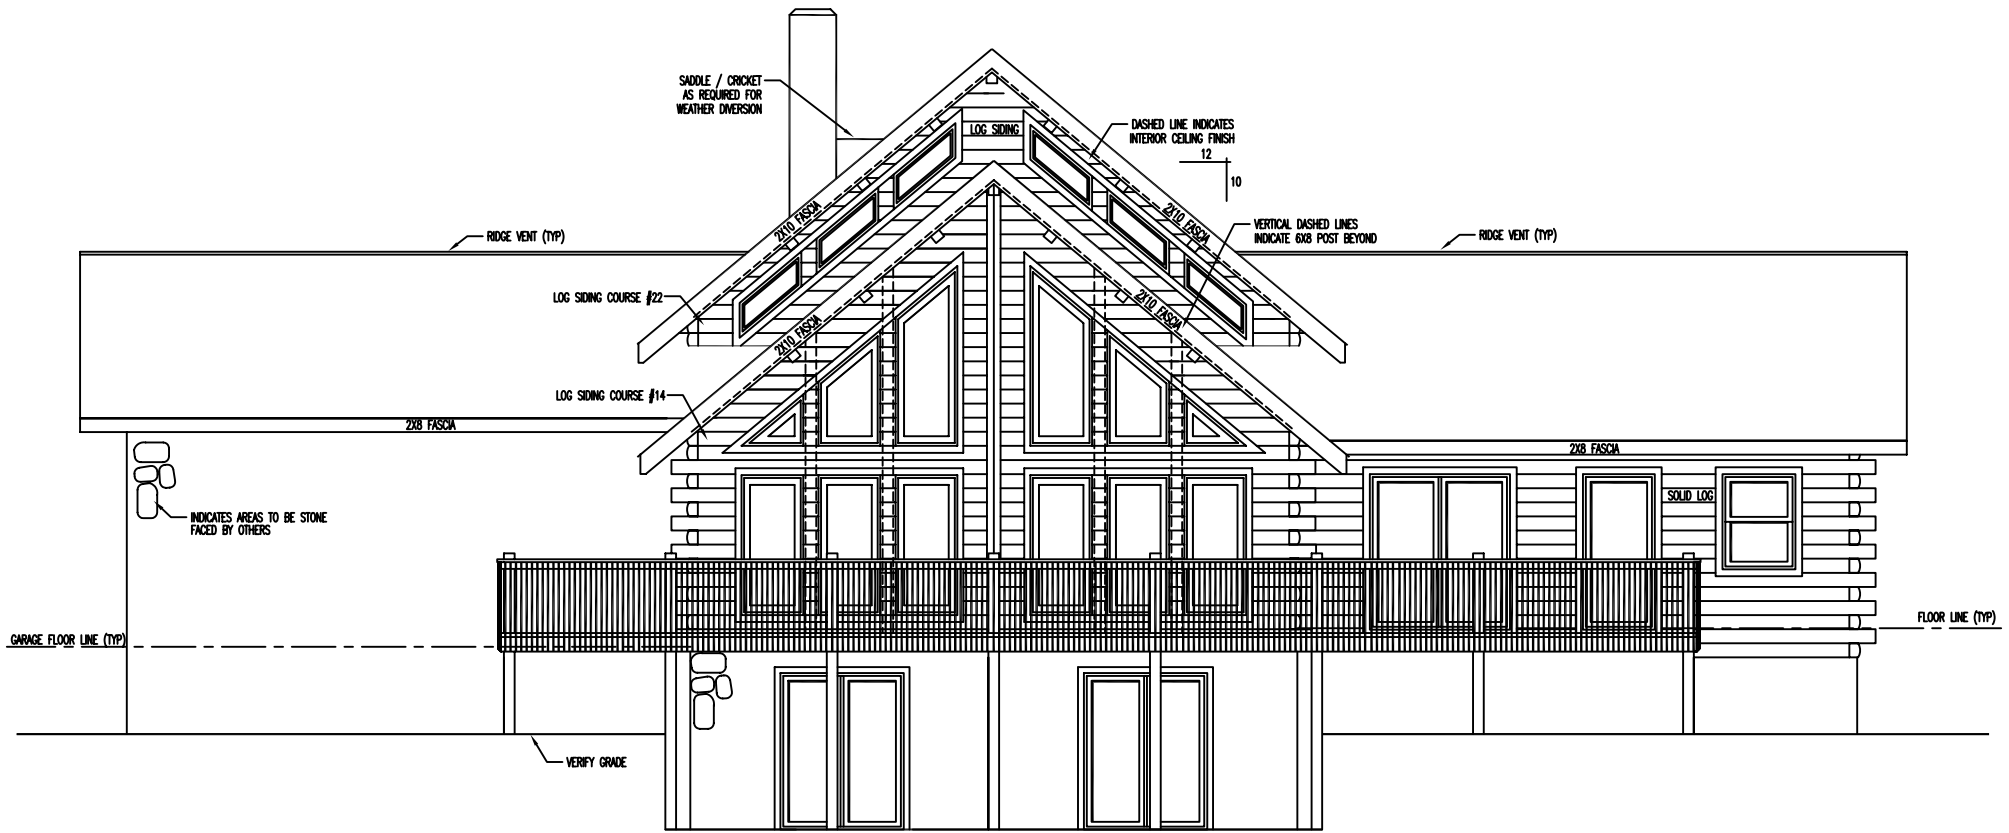 SADDLE / CRICKET
AS REQUIRED FOR
WEATHER DIVERSION
LOG SIDING
DASHED LINE INDICATES
INTERIOR CEILING FINISH
12
10
2X10 FASCIA
2X10 FASCIA
VERTICAL DASHED LINES
INDICATE 6X8 POST BEYOND
RIDGE VENT (TYP)
RIDGE VENT (TYP)
LOG SIDING COURSE #22
2X10 FASCIA
2X10 FASCIA
LOG SIDING COURSE #14
2X8 FASCIA
2X8 FASCIA
SOLID LOG
INDICATES AREAS TO BE STONE
FACED BY OTHERS
GARAGE FLOOR LINE (TYP)
FLOOR LINE (TYP)
VERIFY GRADE